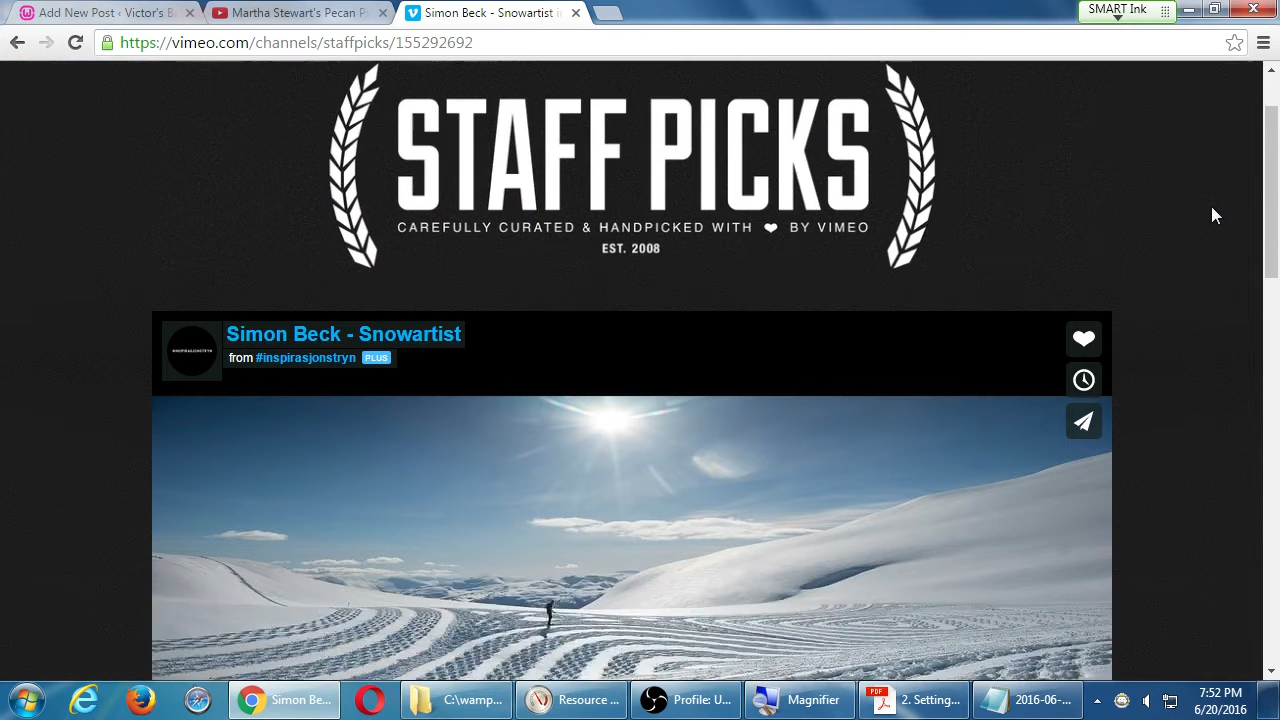 Add New Post ‹ Victor's B
Martha Stewart's Pecan P
Simon Beck - Snowartist i
SMART Ink
https://vimeo.com/channels/staffpicks/155292692
STAFF PICKS
CAREFULLY CURATED & HANDPICKED WITH ❤ BY VIMEO
EST. 2008
Simon Beck - Snowartist
#INSPIRASJONSTRYN
from #inspirasjonstryn PLUS
Simon Be...
C:\wamp...
Resource ...
Profile: U...
Magnifier
PDF
2. Setting...
2016-06-...
7:52 PM
6/20/2016